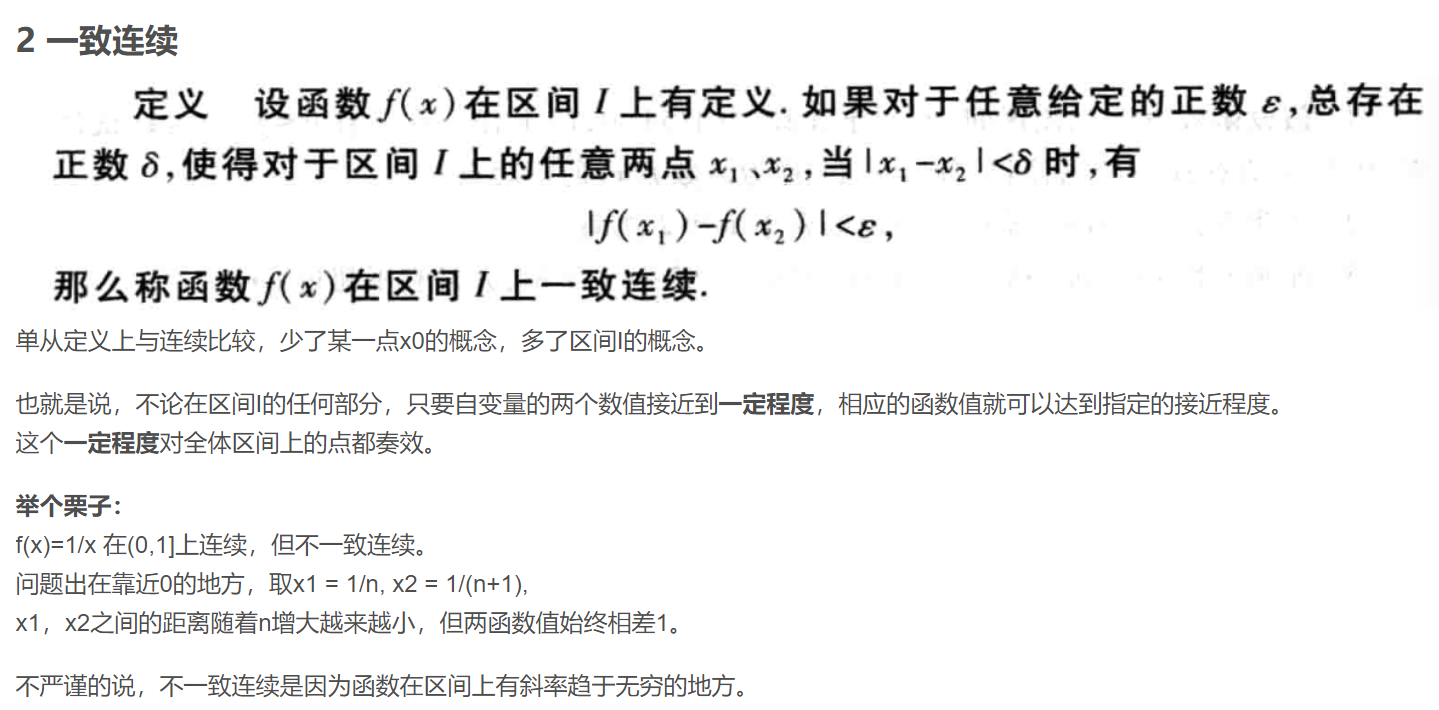 2 一致连续
定义 设函数 f(x)在区间 I 上有定义.如果对于任意给定的正数 ε,总存在
正数 δ,使得对于区间 I 上的任意两点 x₁、x₂,当|x₁-x₂|<δ 时,有
|f(x₁)-f(x₂)|<ε,
那么称函数 f(x)在区间 I 上一致连续.
单从定义上与连续比较，少了某一点x0的概念，多了区间I的概念。
也就是说，不论在区间I的任何部分，只要自变量的两个数值接近到一定程度，相应的函数值就可以达到指定的接近程度。
这个一定程度对全体区间上的点都奏效。
举个栗子：
f(x)=1/x 在(0,1]上连续，但不一致连续。
问题出在靠近0的地方，取x1 = 1/n, x2 = 1/(n+1),
x1，x2之间的距离随着n增大越来越小，但两函数值始终相差1。
不严谨的说，不一致连续是因为函数在区间上有斜率趋于无穷的地方。